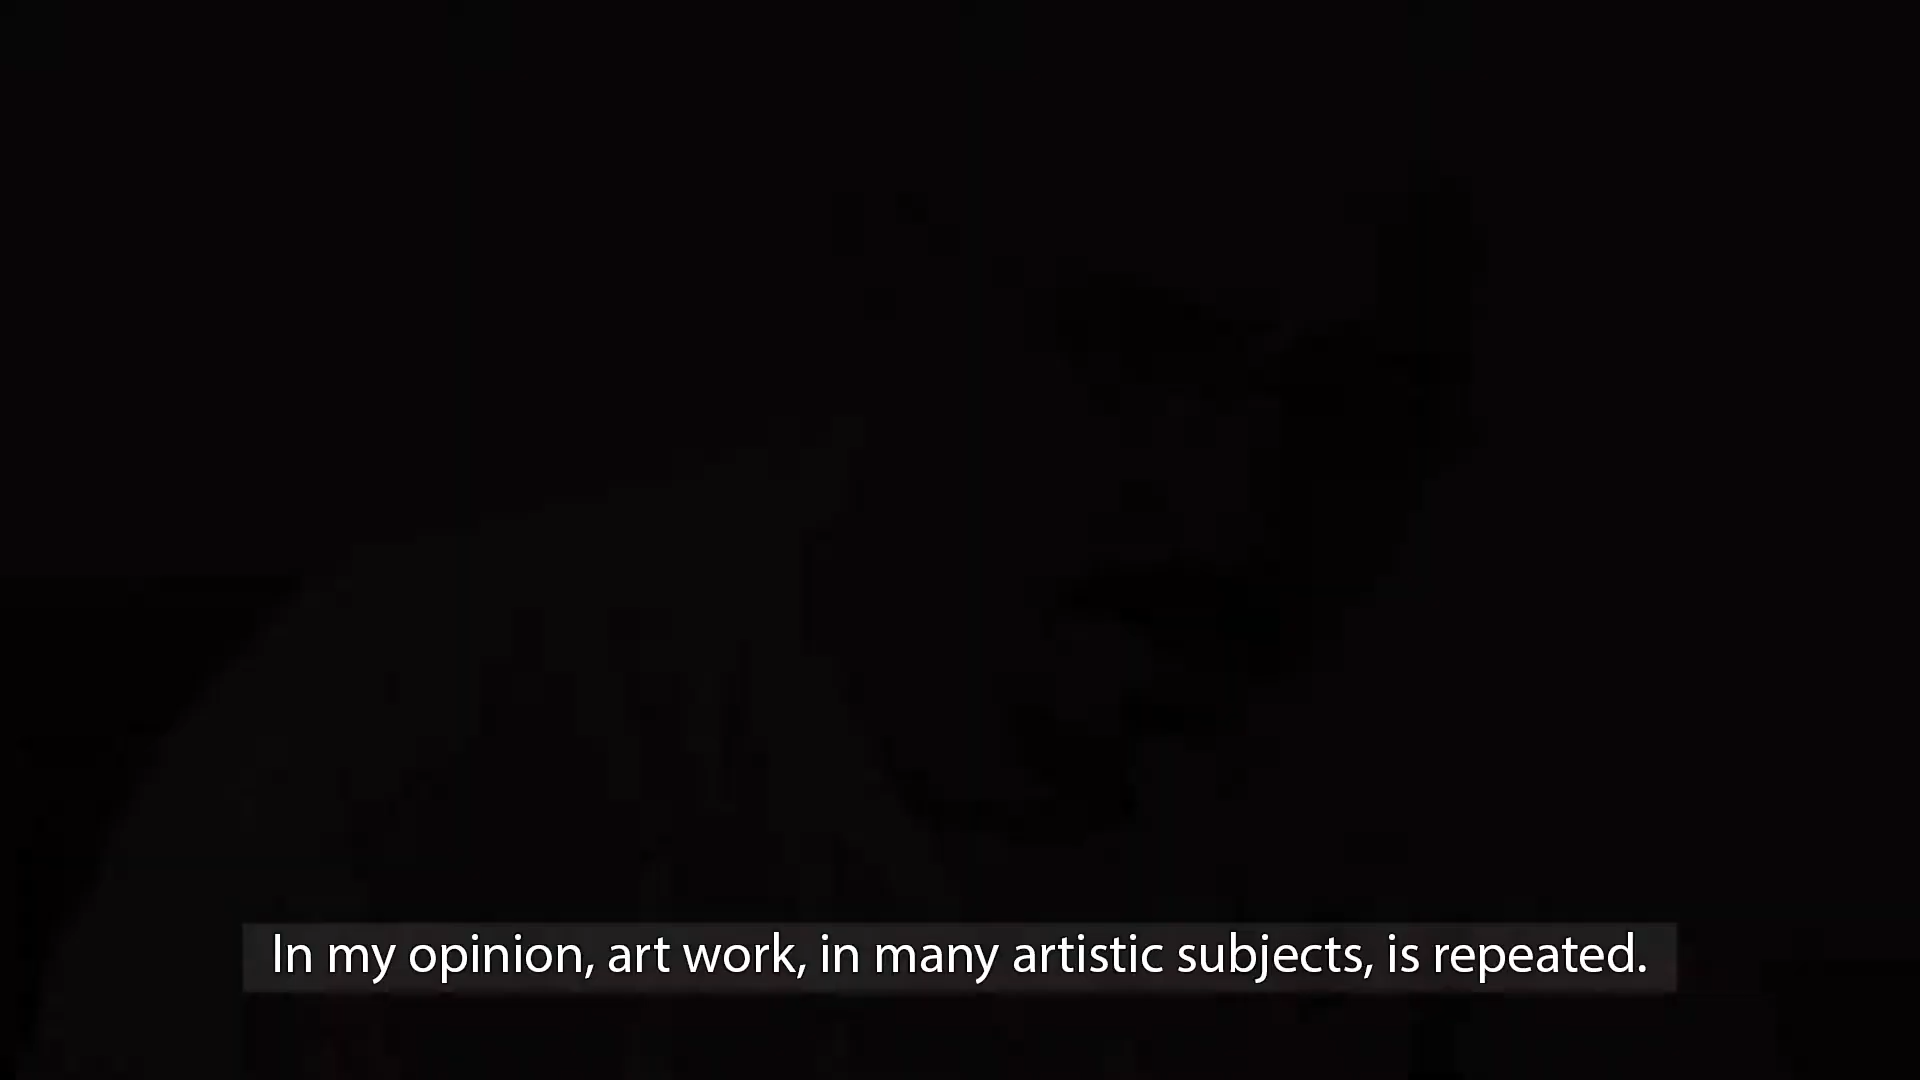 In my opinion, art work, in many artistic subjects, is repeated.